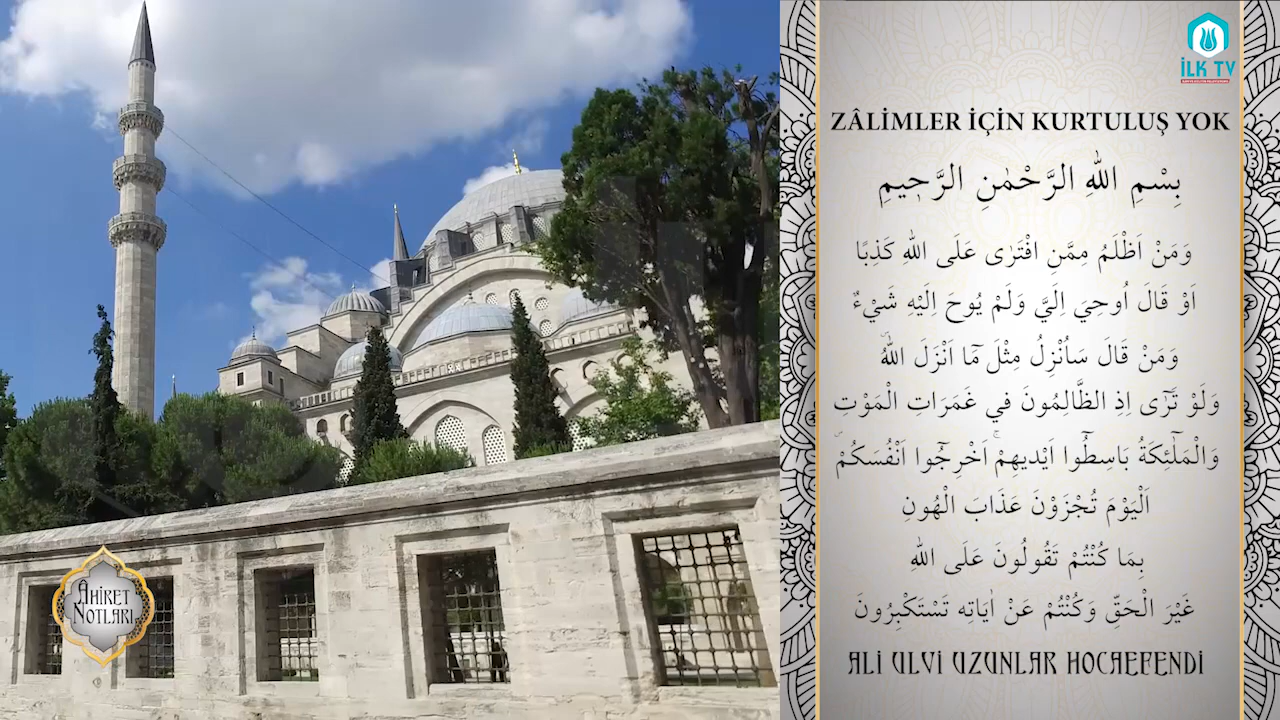 İLK TV
ZÂLİMLER İÇİN KURTULUŞ YOK
بِسْمِ اللّٰهِ الرَّحْمٰنِ الرَّح۪يمِ
وَمَنْ اَظْلَمُ مِمَّنِ افْتَرٰى عَلَى اللّٰهِ كَذِبًا
اَوْ قَالَ اُوحِيَ اِلَيَّ وَلَمْ يُوحَ اِلَيْهِ شَيْءٌ
وَمَنْ قَالَ سَاُنْزِلُ مِثْلَ مَٓا اَنْزَلَ اللّٰهُۜ
وَلَوْ تَرٰٓى اِذِ الظَّالِمُونَ في غَمَرَاتِ الْمَوْتِ
وَالْمَلٰٓئِكَةُ بَاسِطُٓوا اَيْديهِمْۚ اَخْرِجُٓوا اَنْفُسَكُمْۜ
اَلْيَوْمَ تُجْزَوْنَ عَذَابَ الْهُونِ
بِمَا كُنْتُمْ تَقُولُونَ عَلَى اللّٰهِ
غَيْرَ الْحَقِّ وَكُنْتُمْ عَنْ اٰيَاتِه تَسْتَكْبِرُونَ
ALİ ULVİ UZUNLAR HOCAEFENDİ
AHİRET
NOTLARI